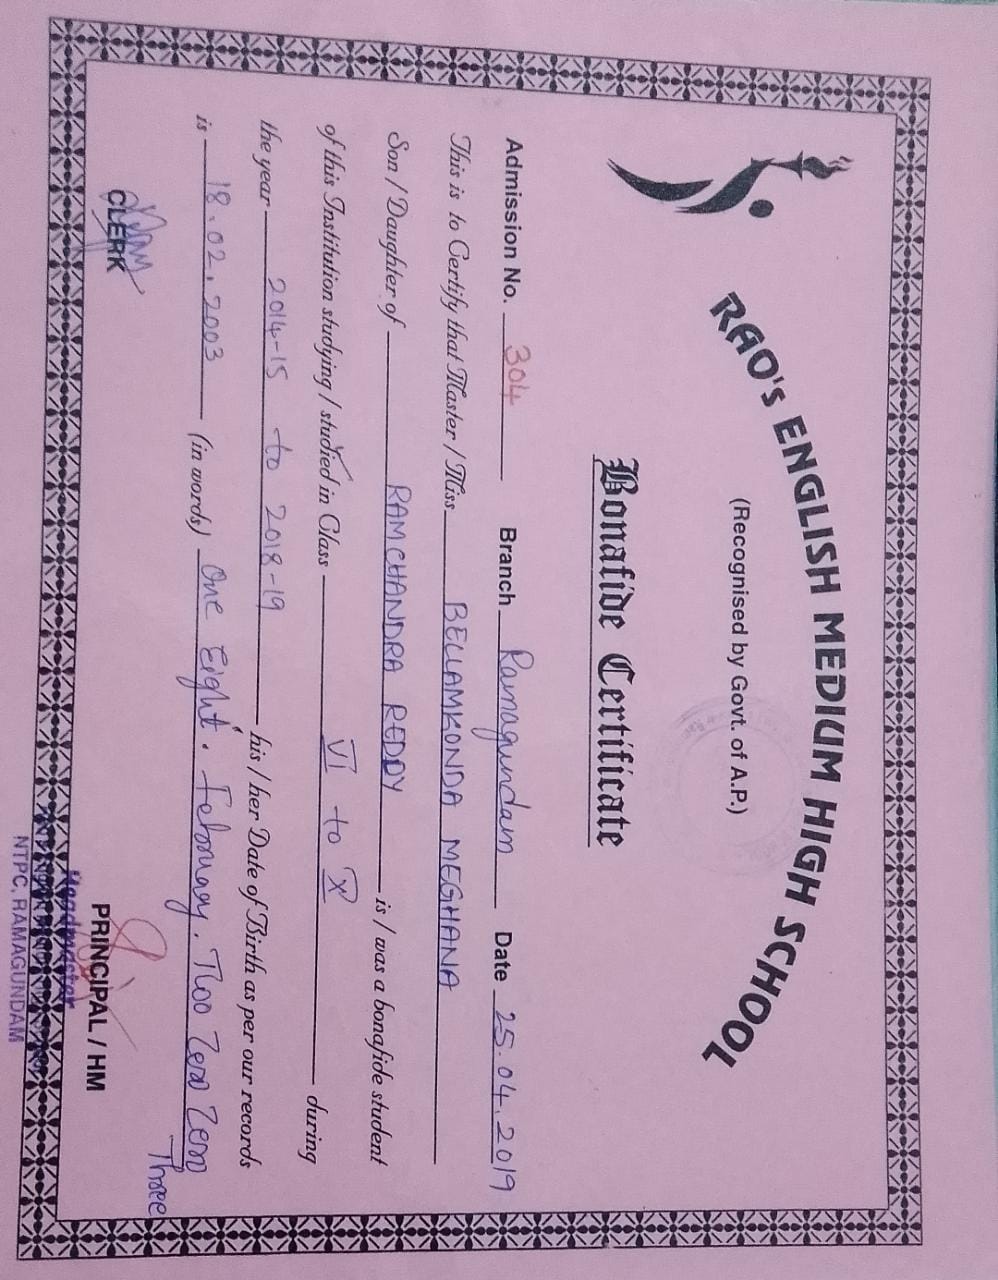 RAO's ENGLISH MEDIUM HIGH SCHOOL
(Recognised by Govt. of A.P.)
Bonafide Certificate
Admission No. 304 Branch Ramagundam Date 25.04.2019
This is to Certify that Master / Miss BELLAMKONDA MEGHANA
Son / Daughter of RAMCHANDRA REDDY is / was a bonafide student
of this Institution studying / studied in Class VI to X during
the year 2014-15 to 2018-19 his / her Date of Birth as per our records
is 18.02.2003 (in words) One Eight. February. Two Zero Zero
Three
CLERK
PRINCIPAL / HM
Headmaster
NTPC, RAMAGUNDAM